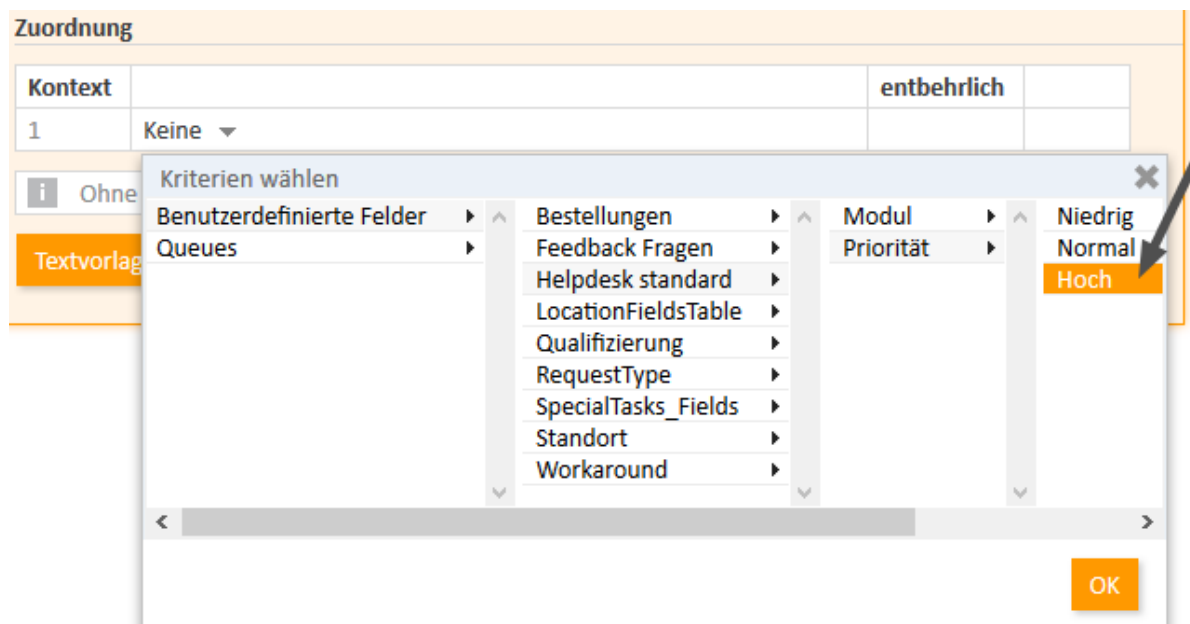 Zuordnung
Kontext entbehrlich
1 Keine
i Ohne
Kriterien wählen
Benutzerdefinierte Felder Bestellungen Modul Niedrig
Queues Feedback Fragen Priorität Normal
Helpdesk standard Hoch
LocationFieldsTable
Qualifizierung
RequestType
SpecialTasks_Fields
Standort
Workaround
Textvorlag
OK